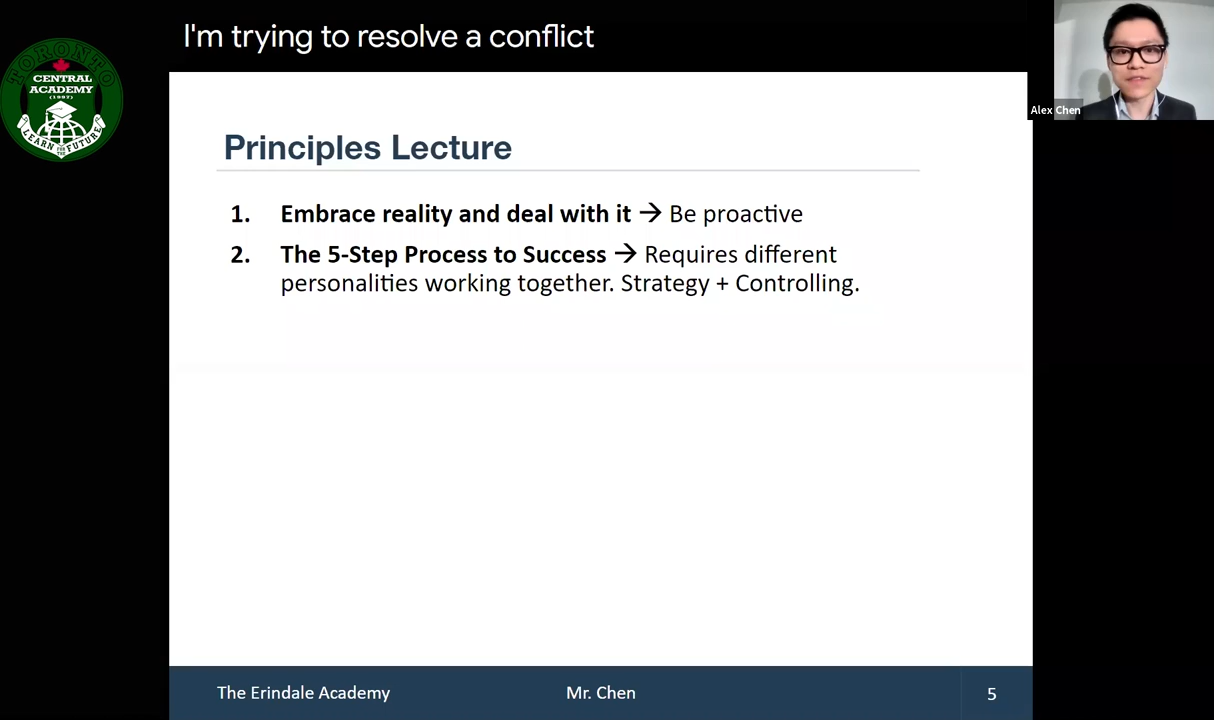 I'm trying to resolve a conflict
TORONTO
CENTRAL
ACADEMY
(1997)
LEARN FOR THE FUTURE
Alex Chen
Principles Lecture
1. Embrace reality and deal with it → Be proactive
2. The 5-Step Process to Success → Requires different
personalities working together. Strategy + Controlling.
The Erindale Academy
Mr. Chen
5